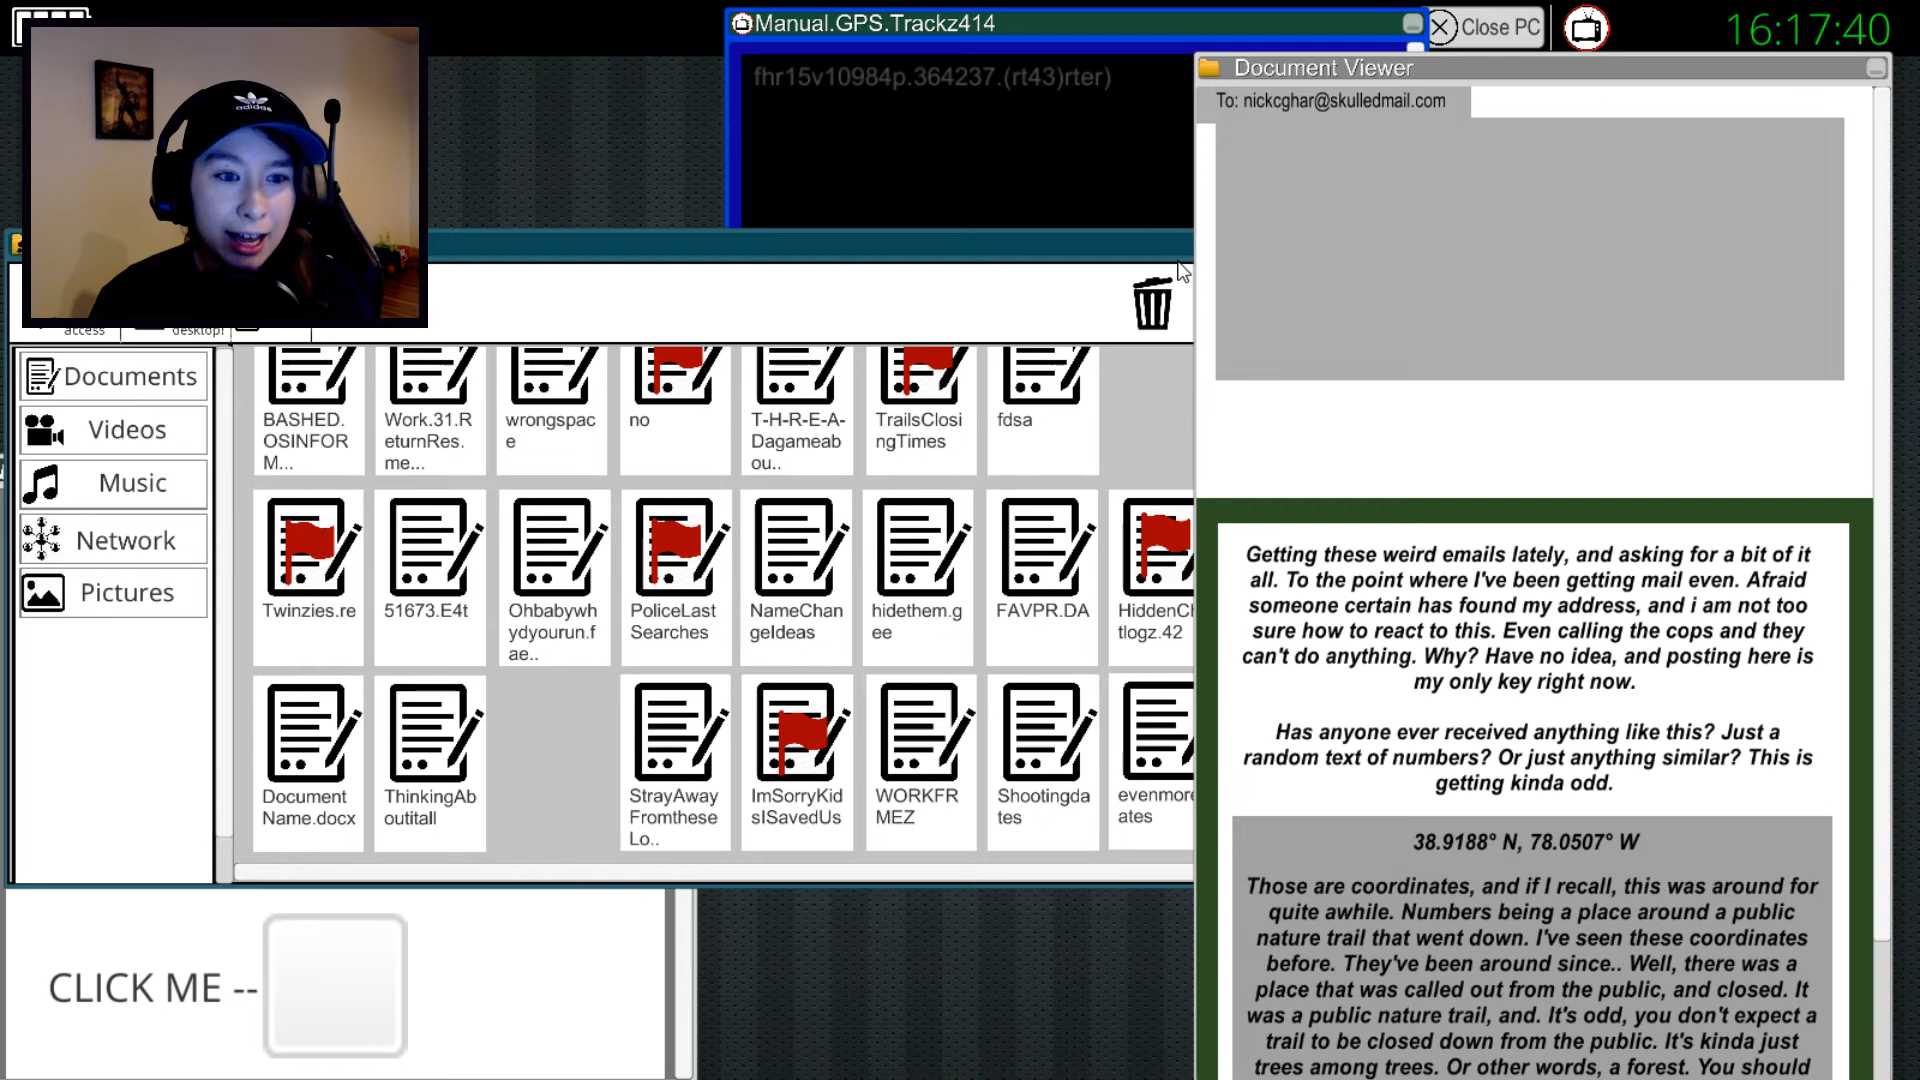 Manual.GPS.Trackz414
Close PC
16:17:40
fhr15v10984p.364237.(rt43)rter)
Document Viewer
To: nickcghar@skulledmail.com
access
desktop!
Documents
Videos
Music
Network
Pictures
BASHED.
OSINFOR
M...
Work.31.R
eturnRes.
me...
wrongspac
e
no
T-H-R-E-A-
Dagameab
ou..
TrailsClosi
ngTimes
fdsa
Twinzies.re
51673.E4t
Ohbabywh
ydyourun.f
ae..
PoliceLast
Searches
NameChan
geIdeas
hidethem.g
ee
FAVPR.DA
HiddenCh
tlogz.42
Document
Name.docx
ThinkingAb
outitall
StrayAway
Fromthese
Lo..
ImSorryKid
sISavedUs
WORKFR
MEZ
Shootingda
tes
evenmore
ates
Getting these weird emails lately, and asking for a bit of it
all. To the point where I've been getting mail even. Afraid
someone certain has found my address, and i am not too
sure how to react to this. Even calling the cops and they
can't do anything. Why? Have no idea, and posting here is
my only key right now.
Has anyone ever received anything like this? Just a
random text of numbers? Or just anything similar? This is
getting kinda odd.
38.9188° N, 78.0507° W
Those are coordinates, and if I recall, this was around for
quite awhile. Numbers being a place around a public
nature trail that went down. I've seen these coordinates
before. They've been around since.. Well, there was a
place that was called out from the public, and closed. It
was a public nature trail, and. It's odd, you don't expect a
trail to be closed down from the public. It's kinda just
trees among trees. Or other words, a forest. You should
CLICK ME --
adidas